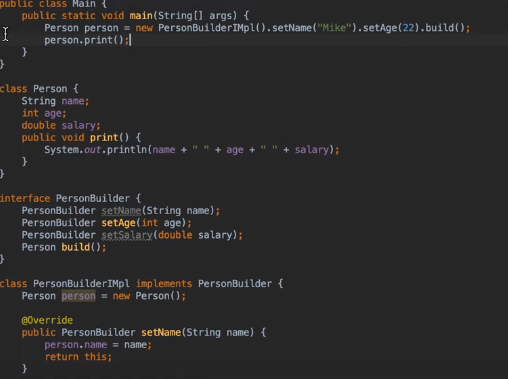 public class Main {
    public static void main(String[] args) {
        Person person = new PersonBuilderIMpl().setName("Mike").setAge(22).build();
        person.print();
    }
}
class Person {
    String name;
    int age;
    double salary;
    public void print() {
        System.out.println(name + " " + age + " " + salary);
    }
}
interface PersonBuilder {
    PersonBuilder setName(String name);
    PersonBuilder setAge(int age);
    PersonBuilder setSalary(double salary);
    Person build();
}
class PersonBuilderIMpl implements PersonBuilder {
    Person person = new Person();
    @Override
    public PersonBuilder setName(String name) {
        person.name = name;
        return this;
    }